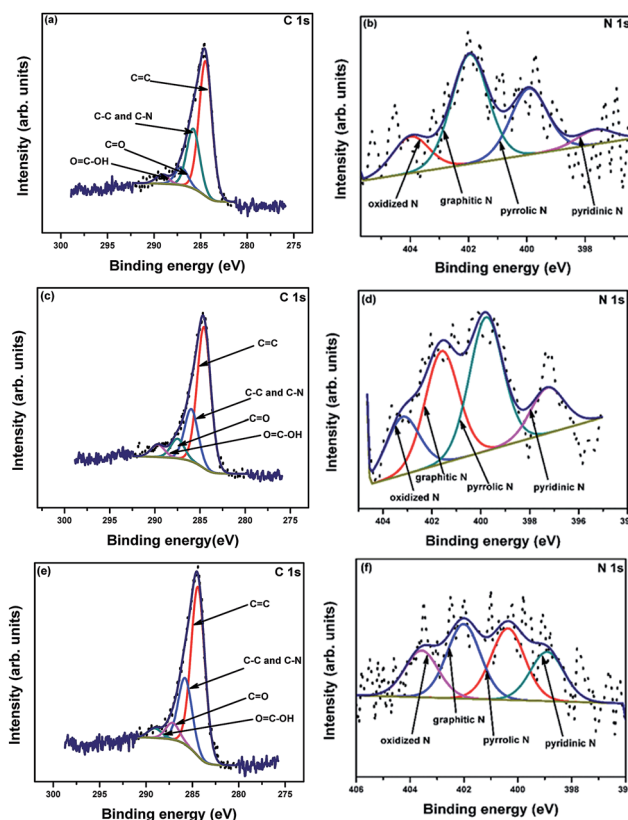 (a)
C 1s
Intensity (arb. units)
C=C
C-C and C-N
C=O
O=C-OH
300 295 290 285 280 275
Binding energy (eV)
(b)
N 1s
Intensity (arb. units)
oxidized N
graphitic N
pyrrolic N
pyridinic N
404 402 400 398
Binding energy (eV)
(c)
C 1s
Intensity (arb. units)
C=C
C-C and C-N
C=O
O=C-OH
300 295 290 285 280 275
Binding energy(eV)
(d)
N 1s
Intensity (arb. units)
oxidized N
graphitic N
pyrrolic N
pyridinic N
404 402 400 398 396
Binding energy (eV)
(e)
C 1s
Intensity (arb. units)
C=C
C-C and C-N
C=O
O=C-OH
300 295 290 285 280 275
Binding energy (eV)
(f)
N 1s
Intensity (arb. units)
oxidized N
graphitic N
pyrrolic N
pyridinic N
406 404 402 400 398 396
Binding energy (eV)